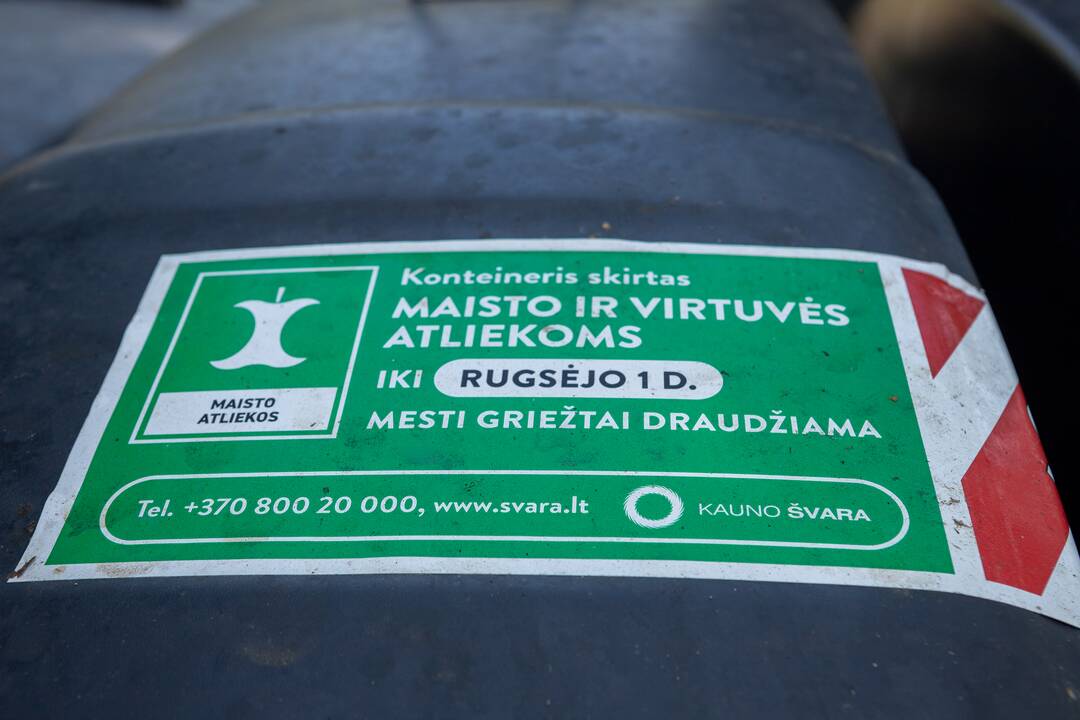 MAISTO
ATLIEKOS
Konteineris skirtas
MAISTO IR VIRTUVĖS
ATLIEKOMS
IKI RUGSĖJO 1 D.
MESTI GRIEŽTAI DRAUDŽIAMA
Tel. +370 800 20 000, www.svara.lt
KAUNO ŠVARA